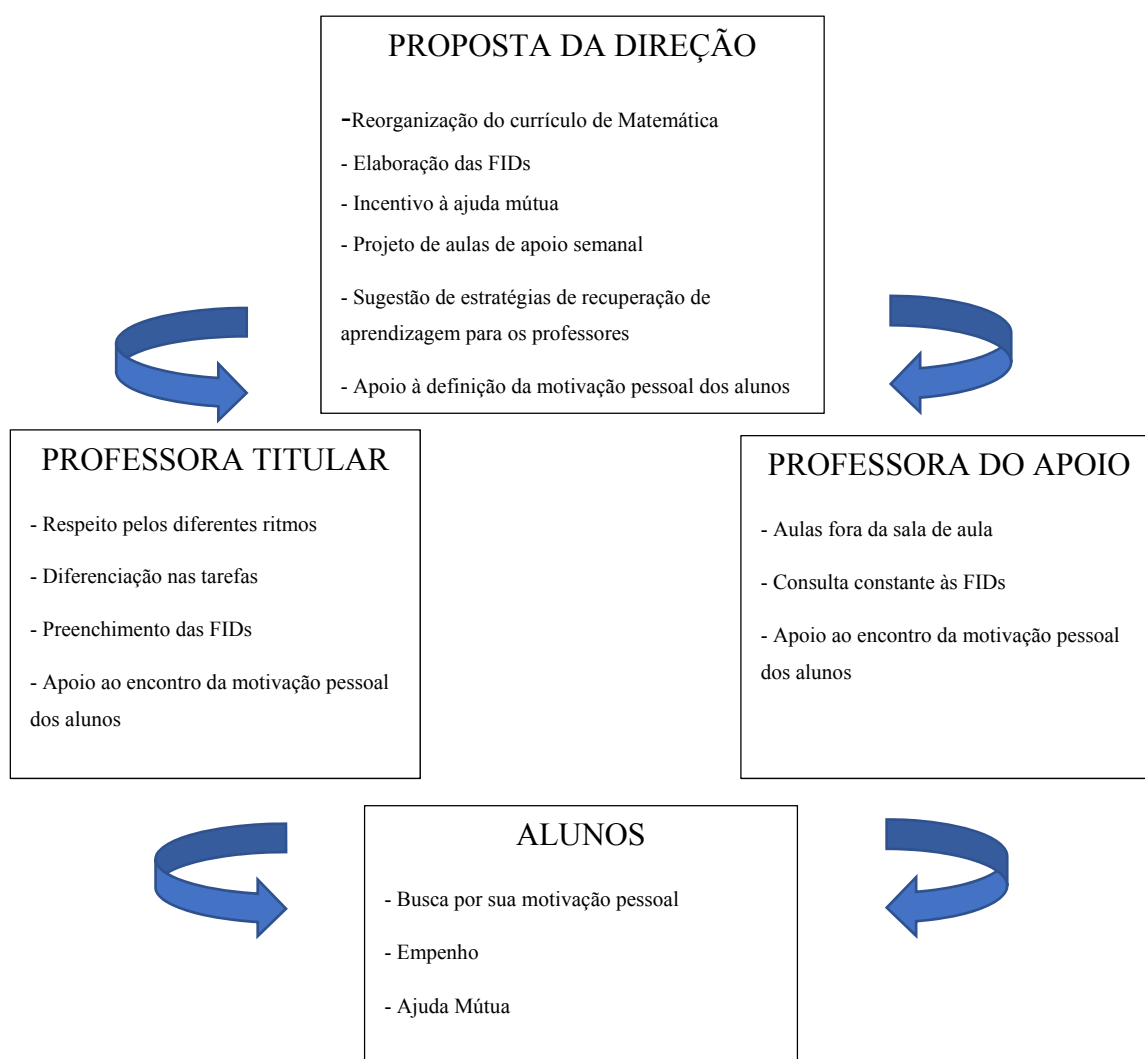 PROPOSTA DA DIREÇÃO
-Reorganização do currículo de Matemática
- Elaboração das FIDs
- Incentivo à ajuda mútua
- Projeto de aulas de apoio semanal
- Sugestão de estratégias de recuperação de
aprendizagem para os professores
- Apoio à definição da motivação pessoal dos alunos
PROFESSORA TITULAR
- Respeito pelos diferentes ritmos
- Diferenciação nas tarefas
- Preenchimento das FIDs
- Apoio ao encontro da motivação pessoal
dos alunos
PROFESSORA DO APOIO
- Aulas fora da sala de aula
- Consulta constante às FIDs
- Apoio ao encontro da motivação pessoal
dos alunos
ALUNOS
- Busca por sua motivação pessoal
- Empenho
- Ajuda Mútua